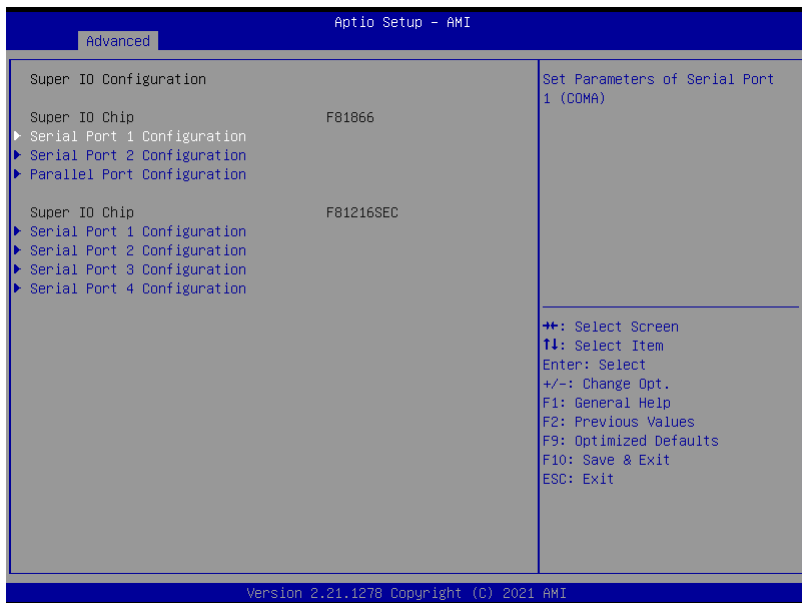 Aptio Setup – AMI
Advanced
Super IO Configuration
Super IO Chip F81866
Serial Port 1 Configuration
Serial Port 2 Configuration
Parallel Port Configuration
Super IO Chip F81216SEC
Serial Port 1 Configuration
Serial Port 2 Configuration
Serial Port 3 Configuration
Serial Port 4 Configuration
Set Parameters of Serial Port
1 (COMA)
→←: Select Screen
↑↓: Select Item
Enter: Select
+/-: Change Opt.
F1: General Help
F2: Previous Values
F9: Optimized Defaults
F10: Save & Exit
ESC: Exit
Version 2.21.1278 Copyright (C) 2021 AMI